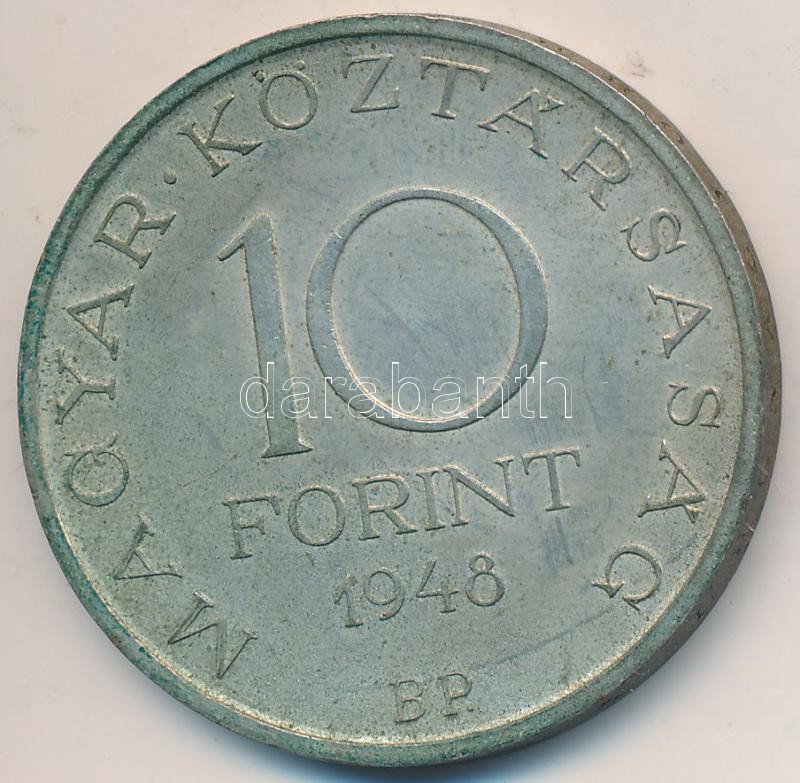 MAGYAR · KÖZTÁRSASÁG
10
FORINT
1948
BP.
darabanth